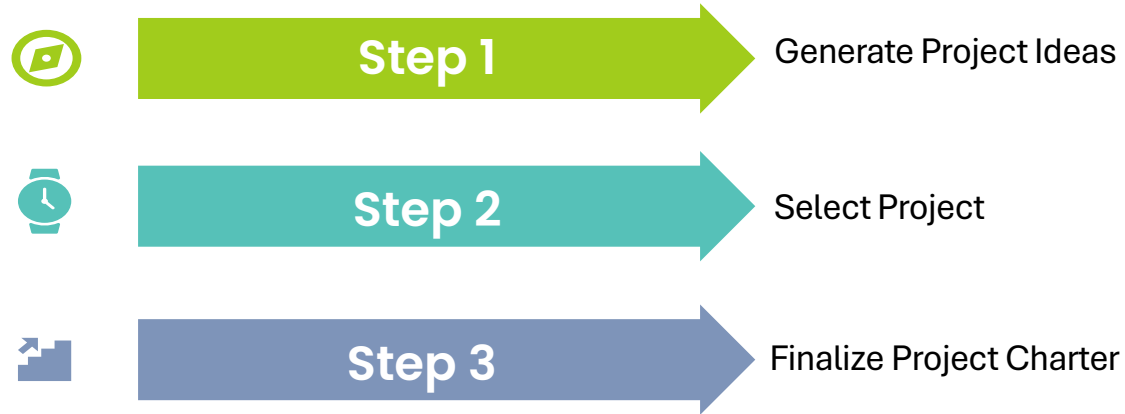 Step 1
Generate Project Ideas
Step 2
Select Project
Step 3
Finalize Project Charter